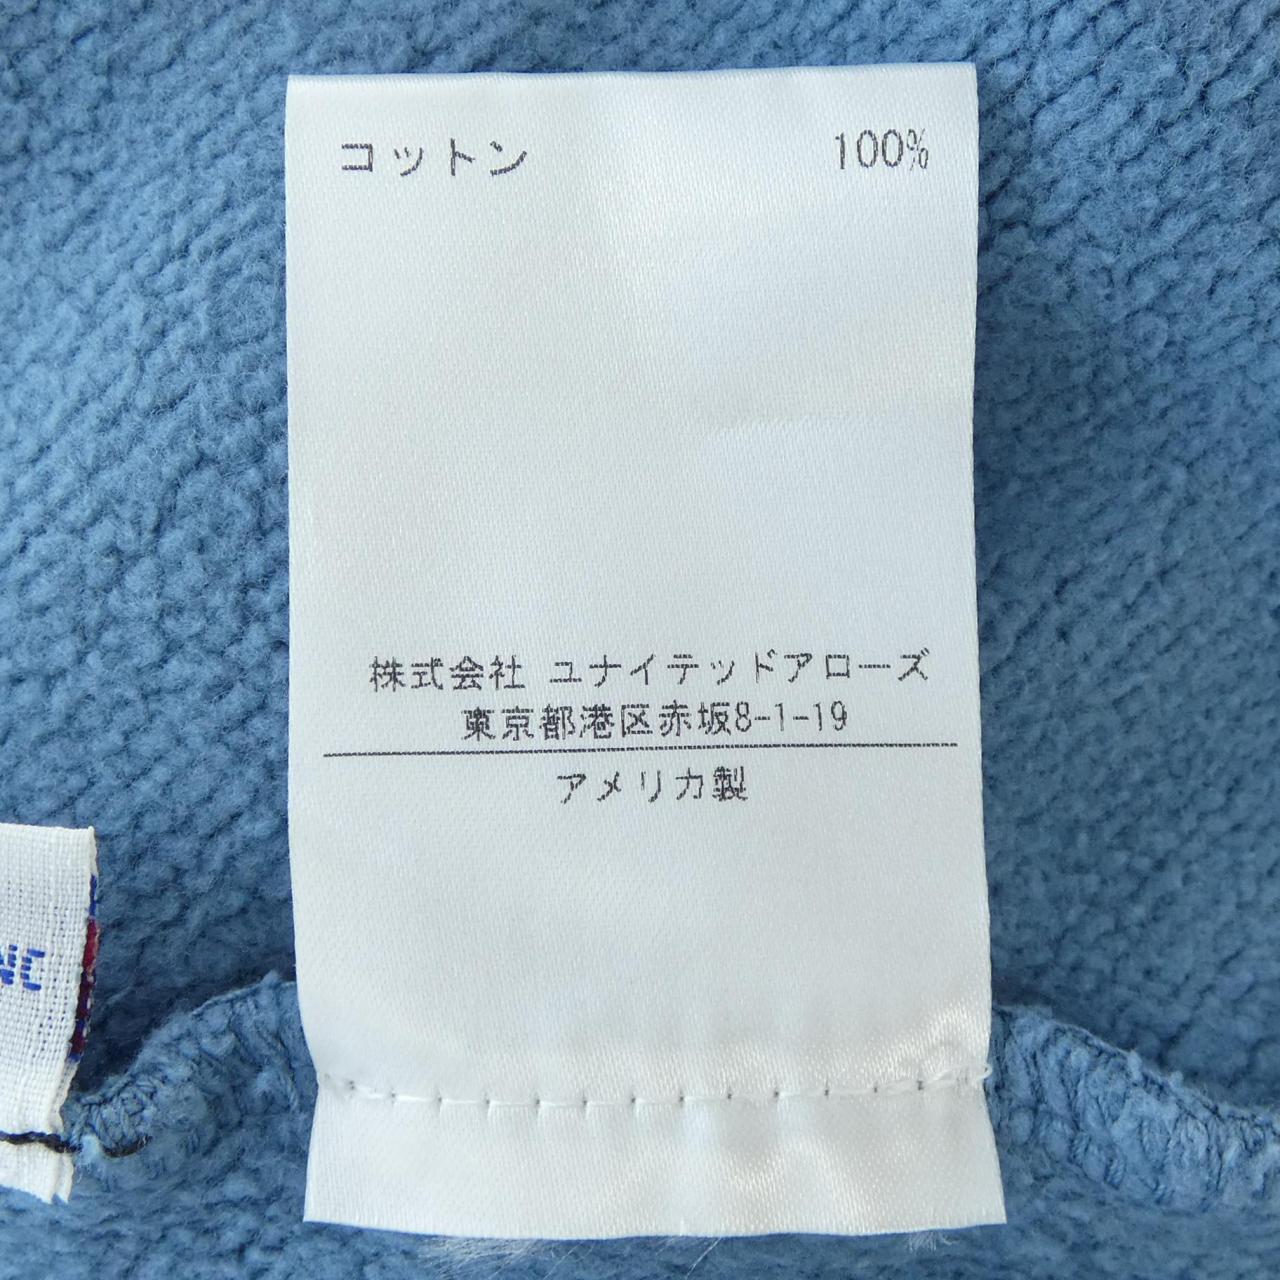 コットン 100%
株式会社 ユナイテッドアローズ
東京都港区赤坂8-1-19
アメリカ製